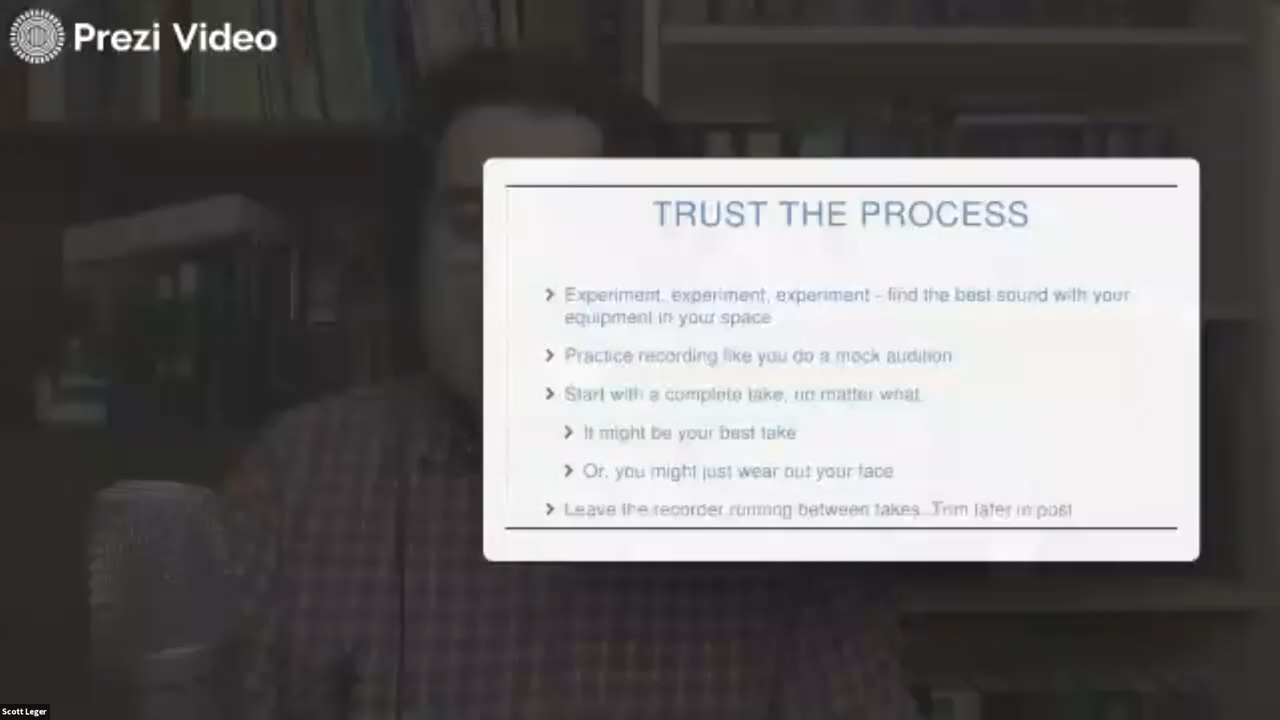 Prezi Video
TRUST THE PROCESS
Experiment, experiment, experiment - find the best sound with your
equipment in your space
Practice recording like you do a mock audition
Start with a complete take, no matter what
It might be your best take
Or, you might just wear out your face
Leave the recorder running between takes. Trim later in post
Scott Leger